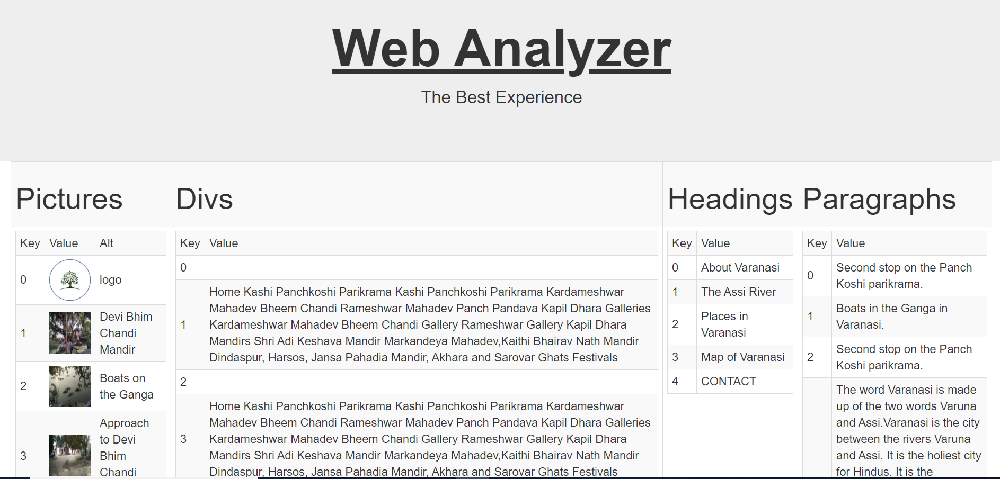 Web Analyzer
The Best Experience
Pictures
Key Value Alt
0 logo
1 Devi Bhim
Chandi
Mandir
2 Boats on
the Ganga
3 Approach
to Devi
Bhim
Chandi
Divs
Key Value
0
1 Home Kashi Panchkoshi Parikrama Kashi Panchkoshi Parikrama Kardameshwar
Mahadev Bheem Chandi Rameshwar Mahadev Panch Pandava Kapil Dhara Galleries
Kardameshwar Mahadev Bheem Chandi Gallery Rameshwar Gallery Kapil Dhara
Mandirs Shri Adi Keshava Mandir Markandeya Mahadev,Kaithi Bhairav Nath Mandir
Dindaspur, Harsos, Jansa Pahadia Mandir, Akhara and Sarovar Ghats Festivals
2
3 Home Kashi Panchkoshi Parikrama Kashi Panchkoshi Parikrama Kardameshwar
Mahadev Bheem Chandi Rameshwar Mahadev Panch Pandava Kapil Dhara Galleries
Kardameshwar Mahadev Bheem Chandi Gallery Rameshwar Gallery Kapil Dhara
Mandirs Shri Adi Keshava Mandir Markandeya Mahadev,Kaithi Bhairav Nath Mandir
Dindaspur, Harsos, Jansa Pahadia Mandir, Akhara and Sarovar Ghats Festivals
Headings
Key Value
0 About Varanasi
1 The Assi River
2 Places in
Varanasi
3 Map of Varanasi
4 CONTACT
Paragraphs
Key Value
0 Second stop on the Panch
Koshi parikrama.
1 Boats in the Ganga in
Varanasi.
2 Second stop on the Panch
Koshi parikrama.
The word Varanasi is made
up of the two words Varuna
and Assi.Varanasi is the city
between the rivers Varuna
and Assi. It is the holiest city
for Hindus. It is the